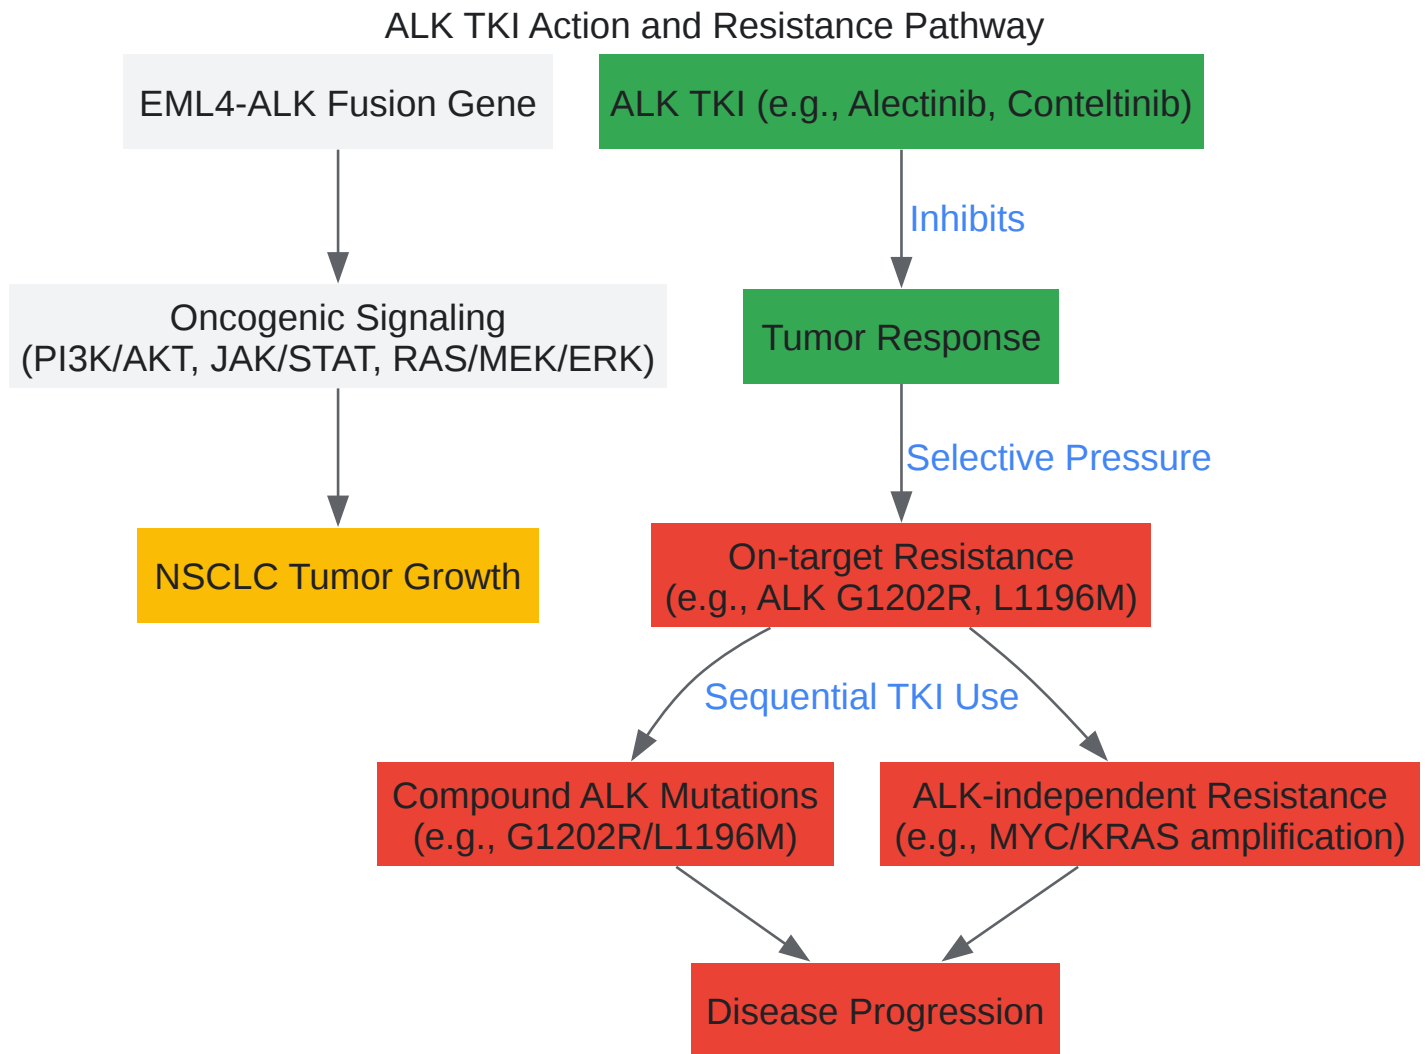 ALK TKI Action and Resistance Pathway
EML4-ALK Fusion Gene
ALK TKI (e.g., Alectinib, Conteltinib)
Inhibits
Oncogenic Signaling
(PI3K/AKT, JAK/STAT, RAS/MEK/ERK)
Tumor Response
Selective Pressure
NSCLC Tumor Growth
On-target Resistance
(e.g., ALK G1202R, L1196M)
Sequential TKI Use
Compound ALK Mutations
(e.g., G1202R/L1196M)
ALK-independent Resistance
(e.g., MYC/KRAS amplification)
Disease Progression